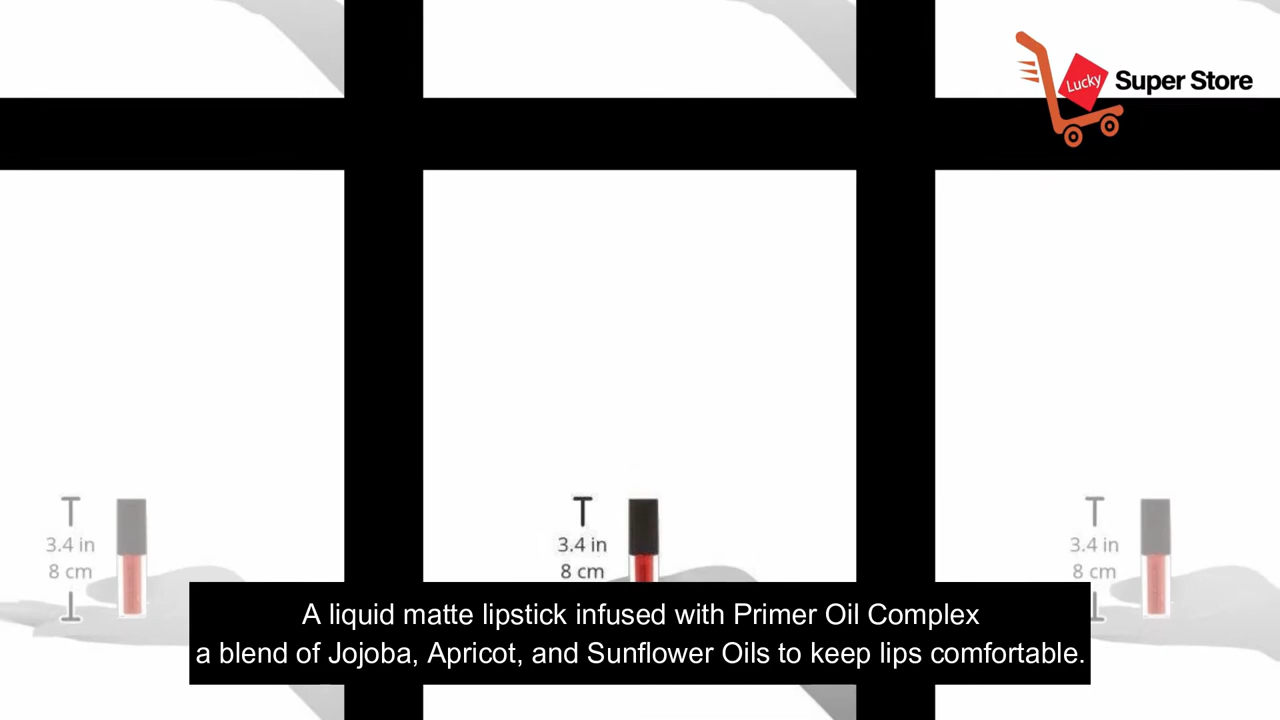 Lucky Super Store
T
3.4 in
8 cm
T
3.4 in
8 cm
T
3.4 in
8 cm
A liquid matte lipstick infused with Primer Oil Complex
a blend of Jojoba, Apricot, and Sunflower Oils to keep lips comfortable.